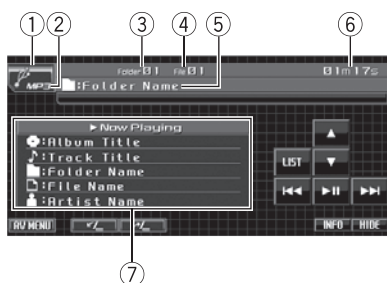 ① ② ③ ④ ⑤ ⑥
Folder 01 File 01 01m17s
MP3 :Folder Name
►Now Playing
:Album Title
:Track Title
:Folder Name
:File Name
:Artist Name
LIST
RV MENU INFO HIDE
⑦